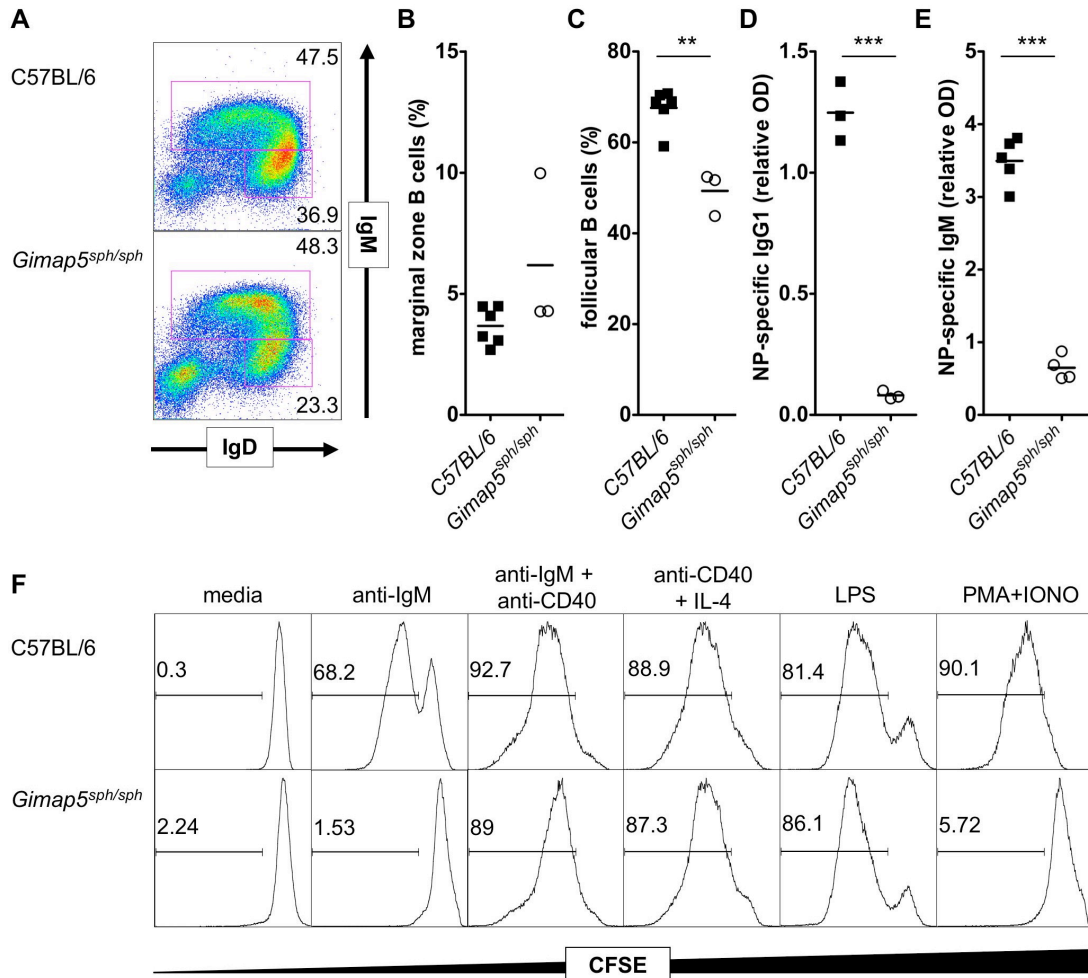 A
C57BL/6
47.5
36.9
Gimap5sph/sph
48.3
23.3
IgM
IgD
B
marginal zone B cells (%)
15
10
5
0
C57BL/6
Gimap5sph/sph
C
follicular B cells (%)
80
60
40
20
0
**
C57BL/6
Gimap5sph/sph
D
NP-specific IgG1 (relative OD)
1.5
1.0
0.5
0.0
***
C57BL/6
Gimap5sph/sph
E
NP-specific IgM (relative OD)
5
4
3
2
1
0
***
C57BL/6
Gimap5sph/sph
F
media
anti-IgM
anti-IgM +
anti-CD40
anti-CD40
+ IL-4
LPS
PMA+IONO
C57BL/6
0.3
68.2
92.7
88.9
81.4
90.1
Gimap5sph/sph
2.24
1.53
89
87.3
86.1
5.72
CFSE